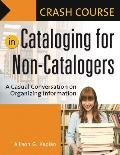 CRASH COURSE
in Cataloging for
Non-Catalogers
A Casual Conversation on
Organizing Information
Allison G. Kaplan